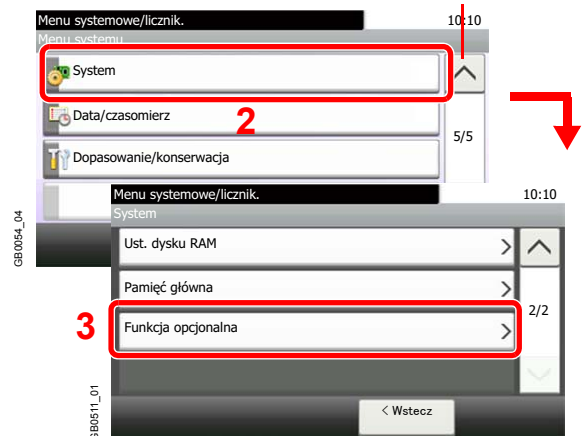 Menu systemowe/licznik.
10:10
Menu systemu
System
Data/czasomierz
2
5/5
Dopasowanie/konserwacja
GB0054_04
Menu systemowe/licznik.
10:10
System
Ust. dysku RAM
Pamięć główna
2/2
3
Funkcja opcjonalna
< Wstecz
GB0511_01